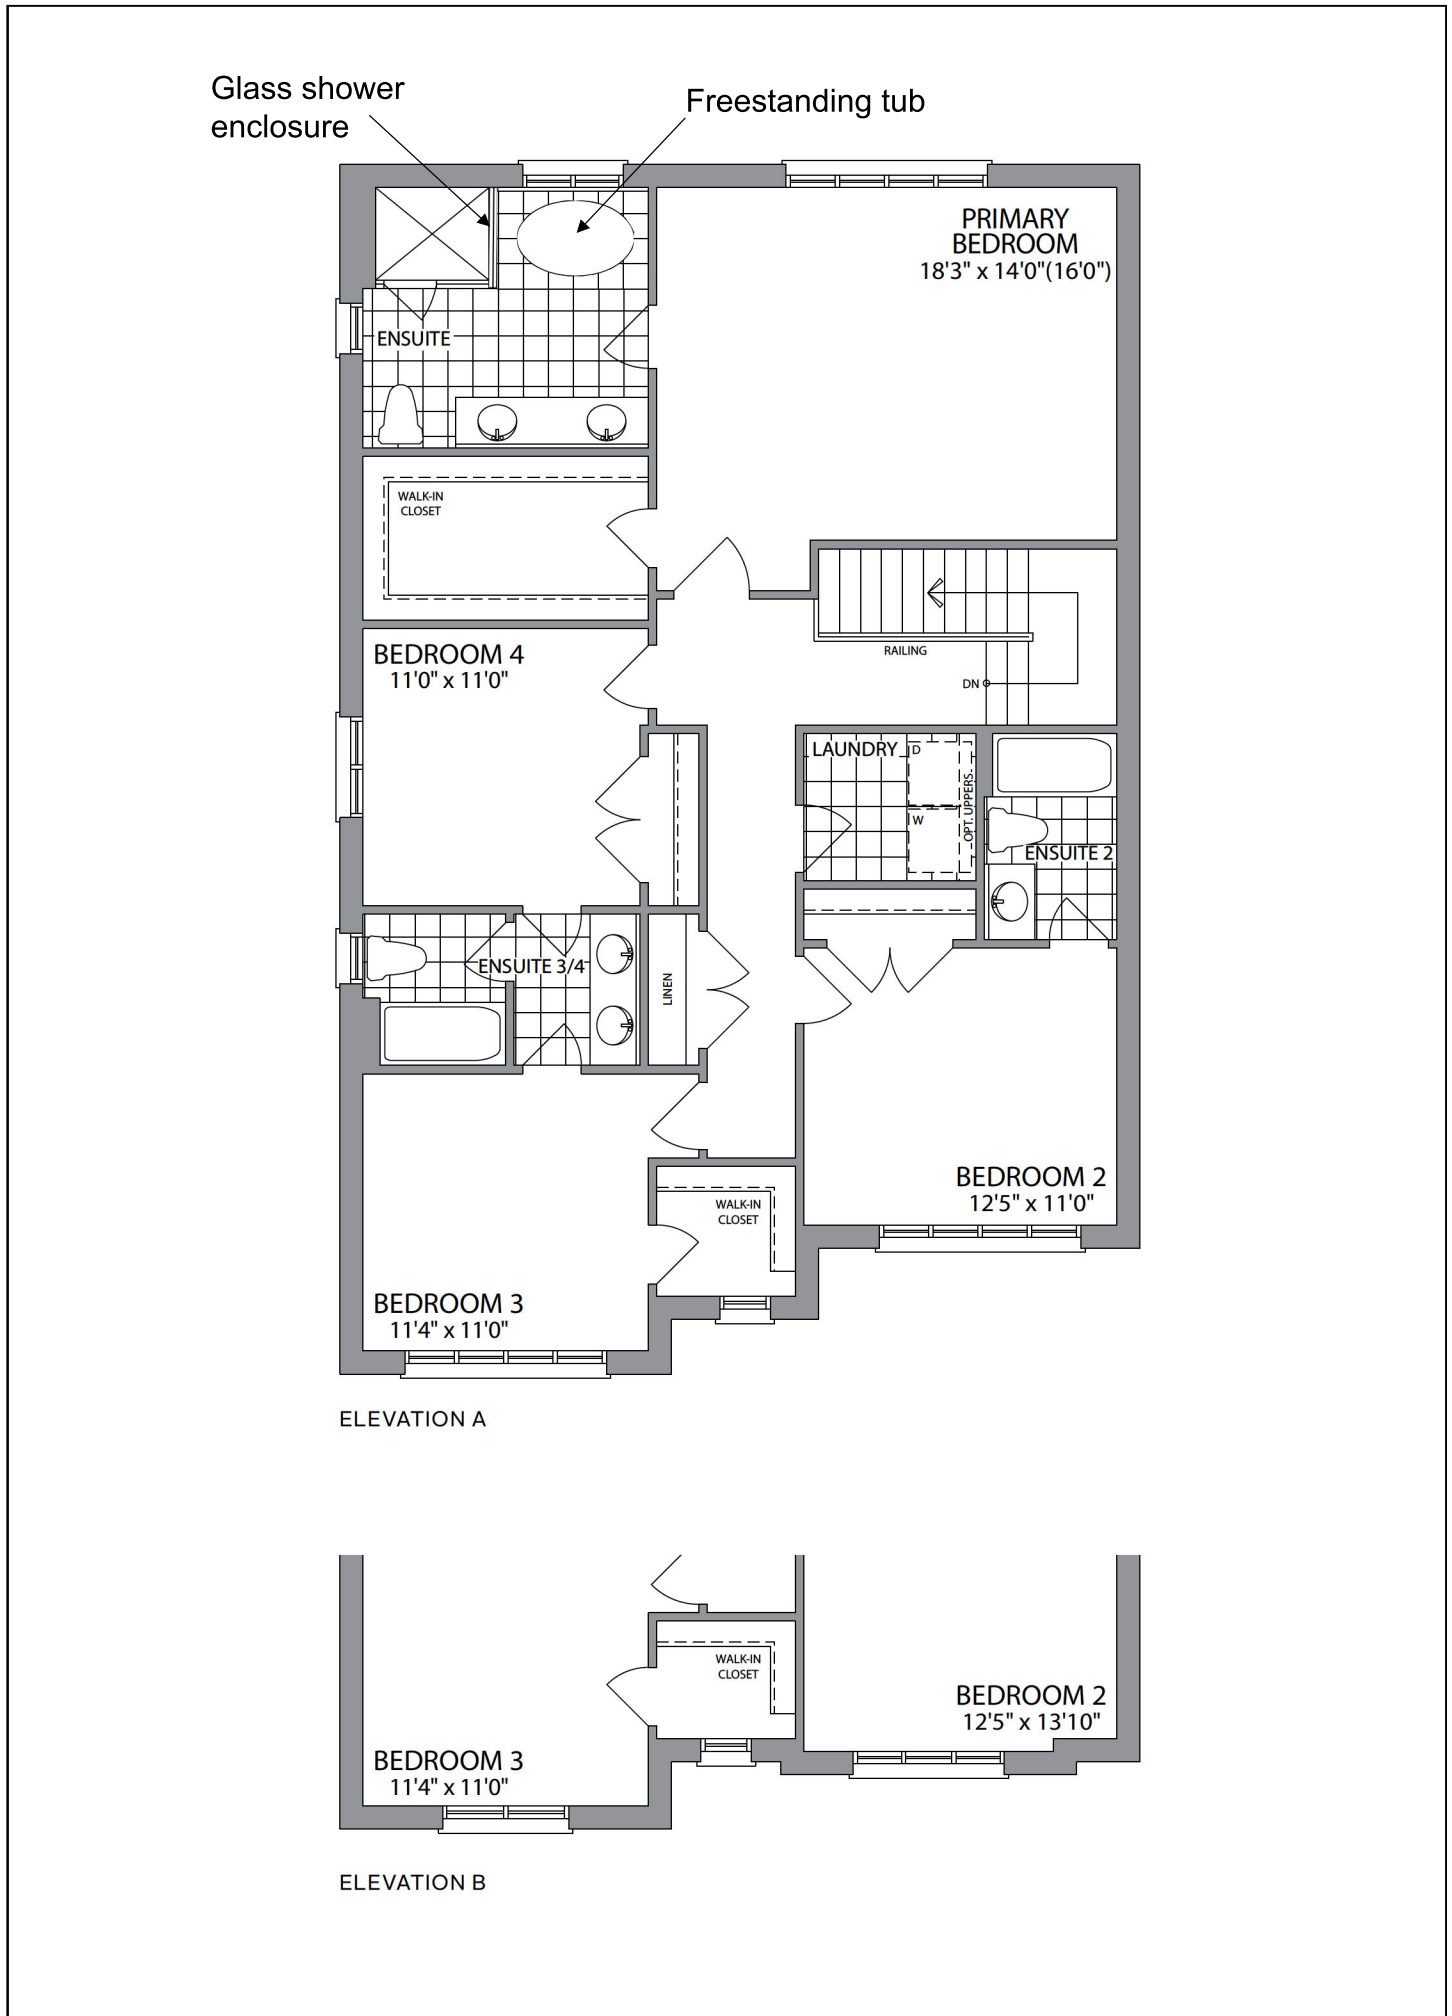 Glass shower
enclosure
Freestanding tub
PRIMARY
BEDROOM
18'3" x 14'0"(16'0")
ENSUITE
WALK-IN
CLOSET
BEDROOM 4
11'0" x 11'0"
RAILING
DN
LAUNDRY
D
W
OPT. UPPERS
ENSUITE 2
ENSUITE 3/4
LINEN
BEDROOM 2
12'5" x 11'0"
WALK-IN
CLOSET
BEDROOM 3
11'4" x 11'0"
ELEVATION A
WALK-IN
CLOSET
BEDROOM 2
12'5" x 13'10"
BEDROOM 3
11'4" x 11'0"
ELEVATION B